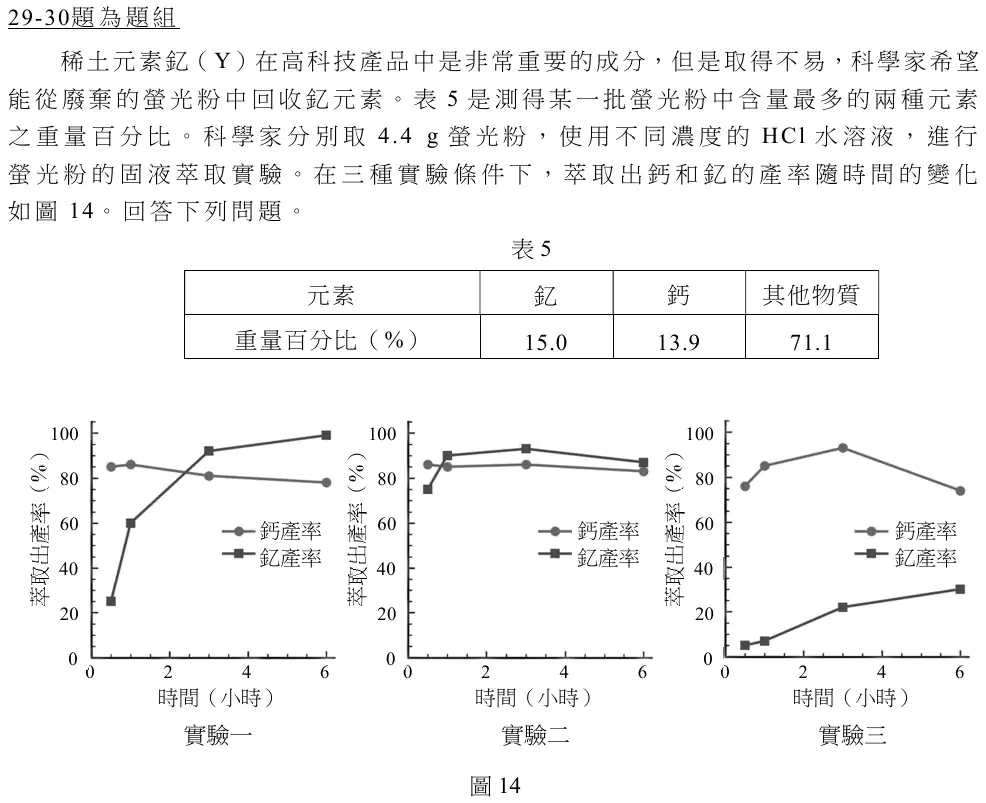 29-30題為題組
稀土元素釔（Y）在高科技產品中是非常重要的成分，但是取得不易，科學家希望
能從廢棄的螢光粉中回收釔元素。表 5 是測得某一批螢光粉中含量最多的兩種元素
之重量百分比。科學家分別取 4.4 g 螢光粉，使用不同濃度的 HCl 水溶液，進行
螢光粉的固液萃取實驗。在三種實驗條件下，萃取出鈣和釔的產率隨時間的變化
如圖 14。回答下列問題。
表 5
元素 釔 鈣 其他物質
重量百分比（%） 15.0 13.9 71.1
萃取出產率（%）
100
80
60
40
20
0
鈣產率
釔產率
0 2 4 6
時間（小時）
實驗一
萃取出產率（%）
100
80
60
40
20
0
鈣產率
釔產率
0 2 4 6
時間（小時）
實驗二
萃取出產率（%）
100
80
60
40
20
0
鈣產率
釔產率
0 2 4 6
時間（小時）
實驗三
圖 14